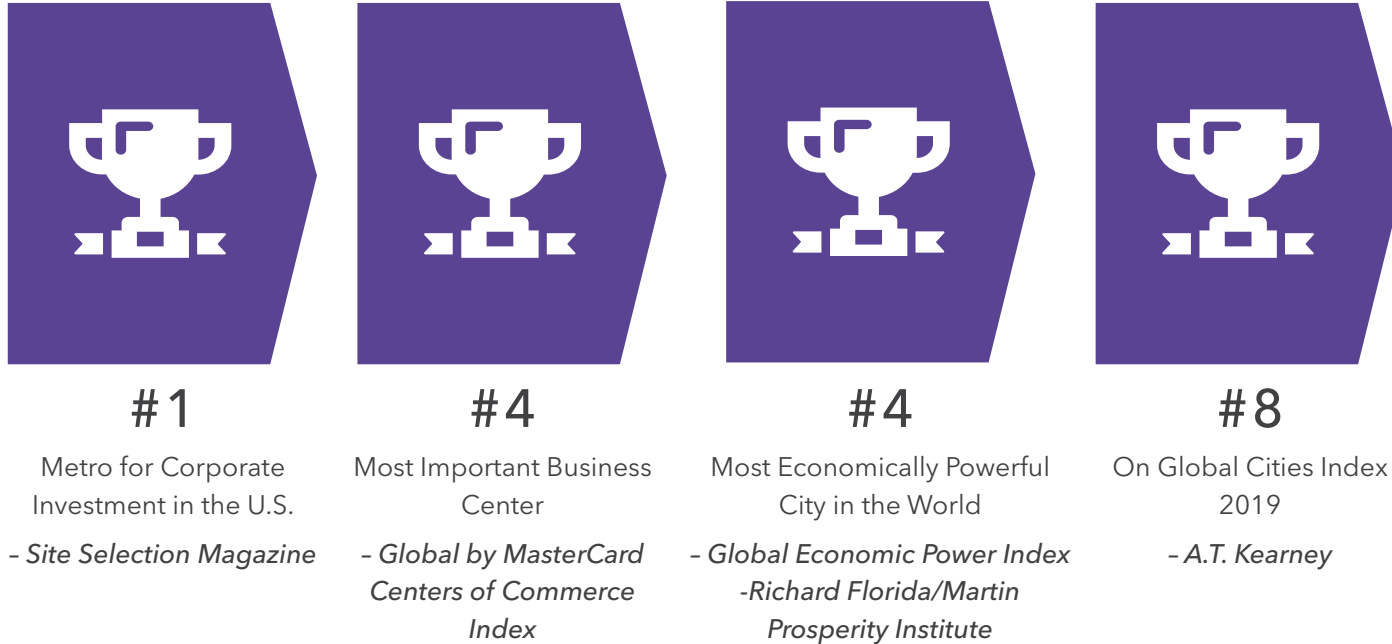 #1
Metro for Corporate
Investment in the U.S.
– Site Selection Magazine
#4
Most Important Business
Center
– Global by MasterCard
Centers of Commerce
Index
#4
Most Economically Powerful
City in the World
– Global Economic Power Index
-Richard Florida/Martin
Prosperity Institute
#8
On Global Cities Index
2019
– A.T. Kearney